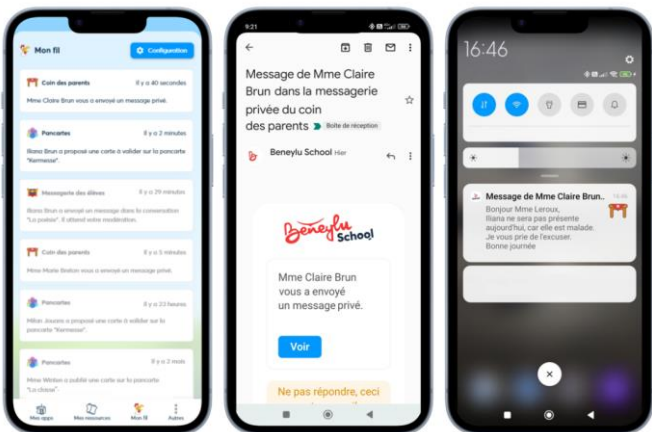 Mon fil
Configuration
Coin des parents
Il y a 40 secondes
Mme Claire Brun vous a envoyé un message privé.
Pancartes
Il y a 2 minutes
Iliana Brun a proposé une carte à valider sur la pancarte
"Kermesse".
Messagerie des élèves
Il y a 29 minutes
Iliana Brun a envoyé un message dans la conversation
"La poésie". Il attend votre modération.
Coin des parents
Il y a 5 minutes
Mme Marie Breton vous a envoyé un message privé.
Pancartes
Il y a 23 heures
Milan Jouans a proposé une carte à valider sur la
pancarte "Kermesse".
Pancartes
Il y a 2 mois
Mme Winton a publié une carte sur la pancarte
"La classe".
Mes apps
Mes ressources
Mon fil
Autres
9:21
Message de Mme Claire
Brun dans la messagerie
privée du coin
des parents
Boîte de réception
Beneylu School Hier
Beneylu
School
Mme Claire Brun
vous a envoyé
un message privé.
Voir
Ne pas répondre, ceci
16:46
Message de Mme Claire Brun..
16:46
Bonjour Mme Leroux,
Iliana ne sera pas présente
aujourd'hui, car elle est malade.
Je vous prie de l'excuser.
Bonne journée